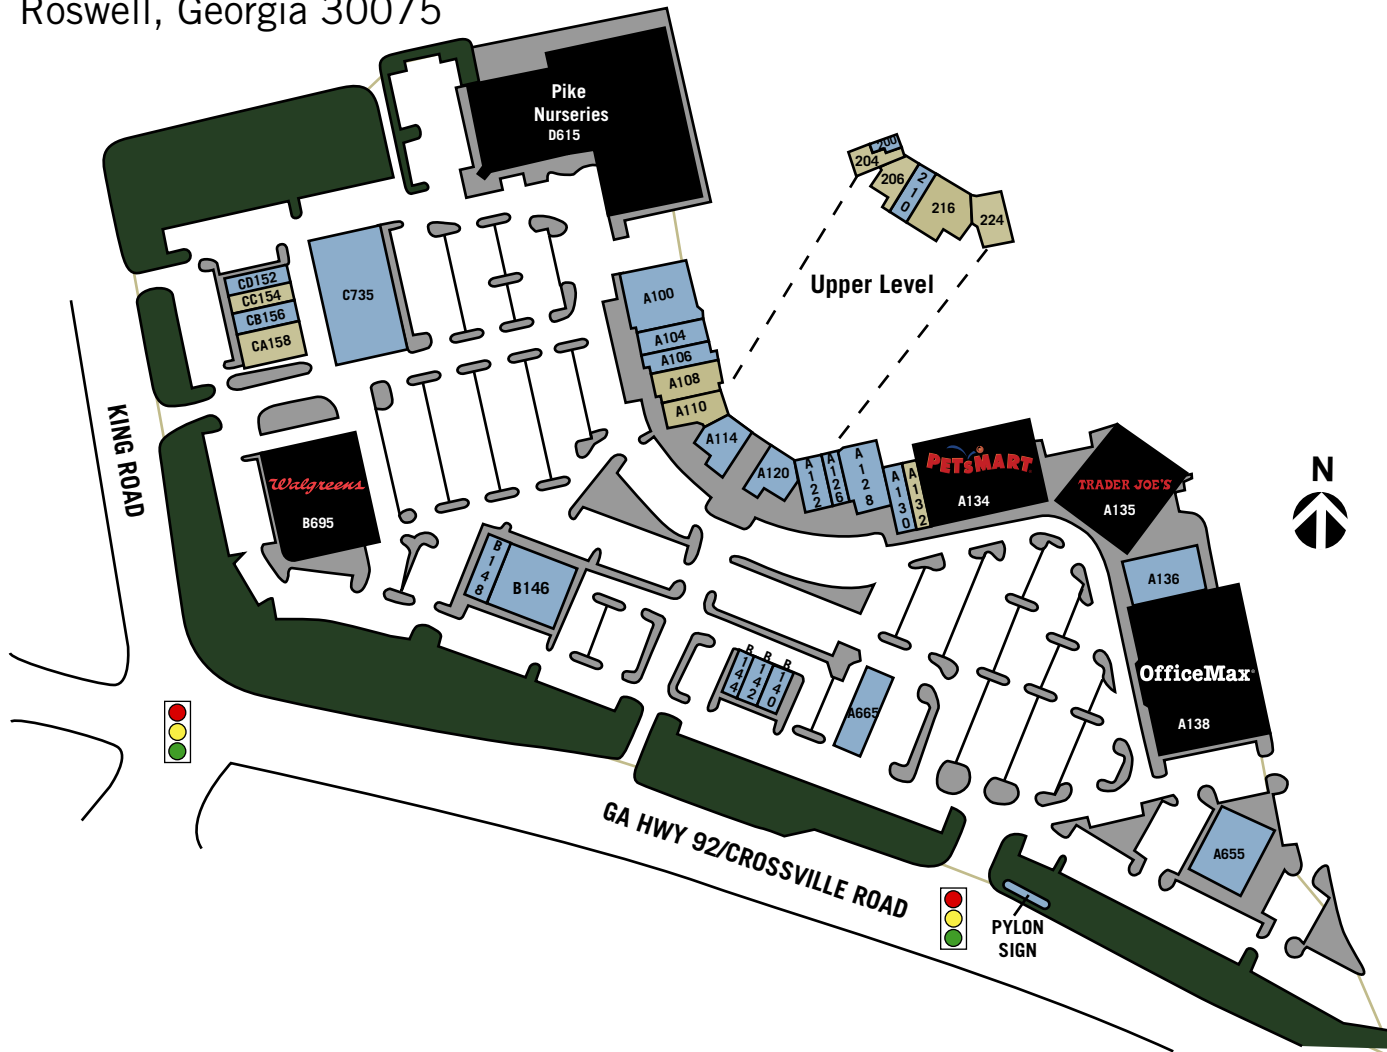 Roswell, Georgia 30075
Pike
Nurseries
D615
200
204
206
210
216
224
Upper Level
CD152
CC154
CB156
CA158
C735
A100
A104
A106
A108
A110
A114
A120
A122
A126
A128
A130
A132
PETSMART
A134
TRADER JOE'S
A135
A136
OfficeMax
A138
KING ROAD
Walgreens
B695
B148
B146
B144
B142
B140
A665
A655
N
GA HWY 92/CROSSVILLE ROAD
PYLON
SIGN